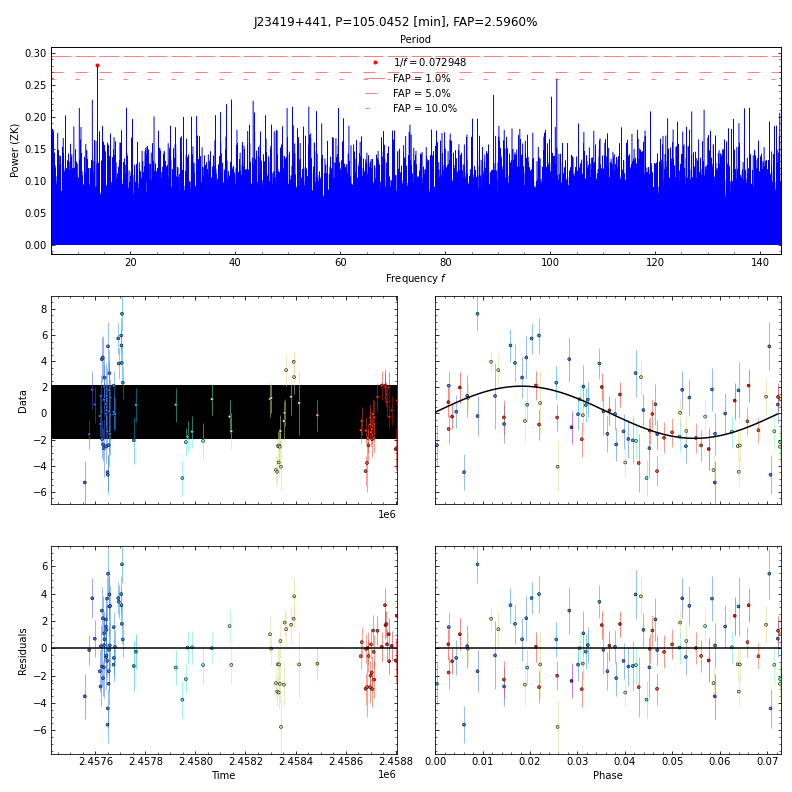 J23419+441, P=105.0452 [min], FAP=2.5960%
Period
0.30
0.25
0.20
0.15
0.10
0.05
0.00
Power (ZK)
1/f = 0.072948
FAP = 1.0%
FAP = 5.0%
FAP = 10.0%
20 40 60 80 100 120 140
Frequency f
8
6
4
2
0
−2
−4
−6
Data
1e6
6
4
2
0
−2
−4
−6
Residuals
2.4576 2.4578 2.4580 2.4582 2.4584 2.4586 2.4588
Time
1e6
0.00 0.01 0.02 0.03 0.04 0.05 0.06 0.07
Phase